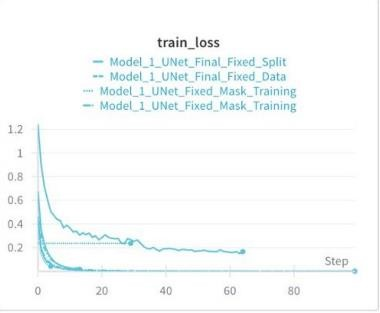 train_loss
Model_1_UNet_Final_Fixed_Split
Model_1_UNet_Final_Fixed_Data
Model_1_UNet_Fixed_Mask_Training
Model_1_UNet_Fixed_Mask_Training
1.2
1
0.8
0.6
0.4
0.2
Step
0 20 40 60 80